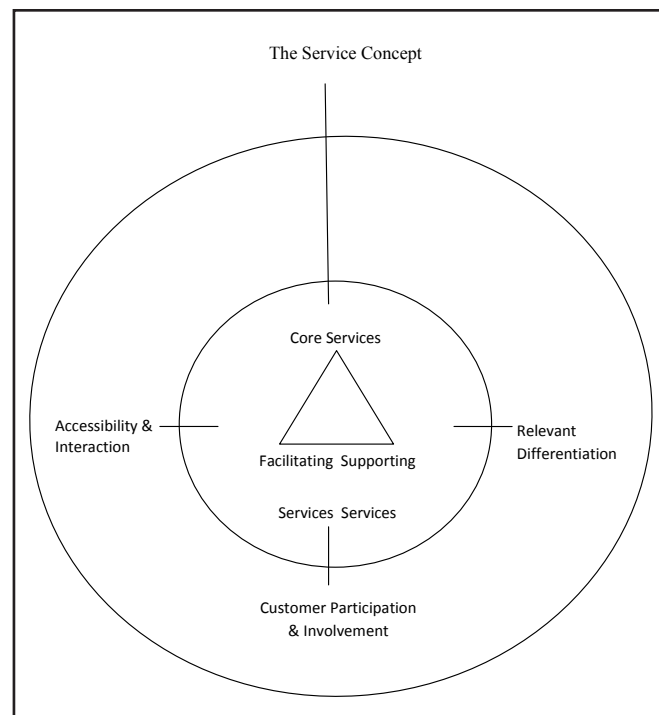 The Service Concept
Core Services
Accessibility &
Interaction
Relevant
Differentiation
Facilitating Supporting
Services Services
Customer Participation
& Involvement